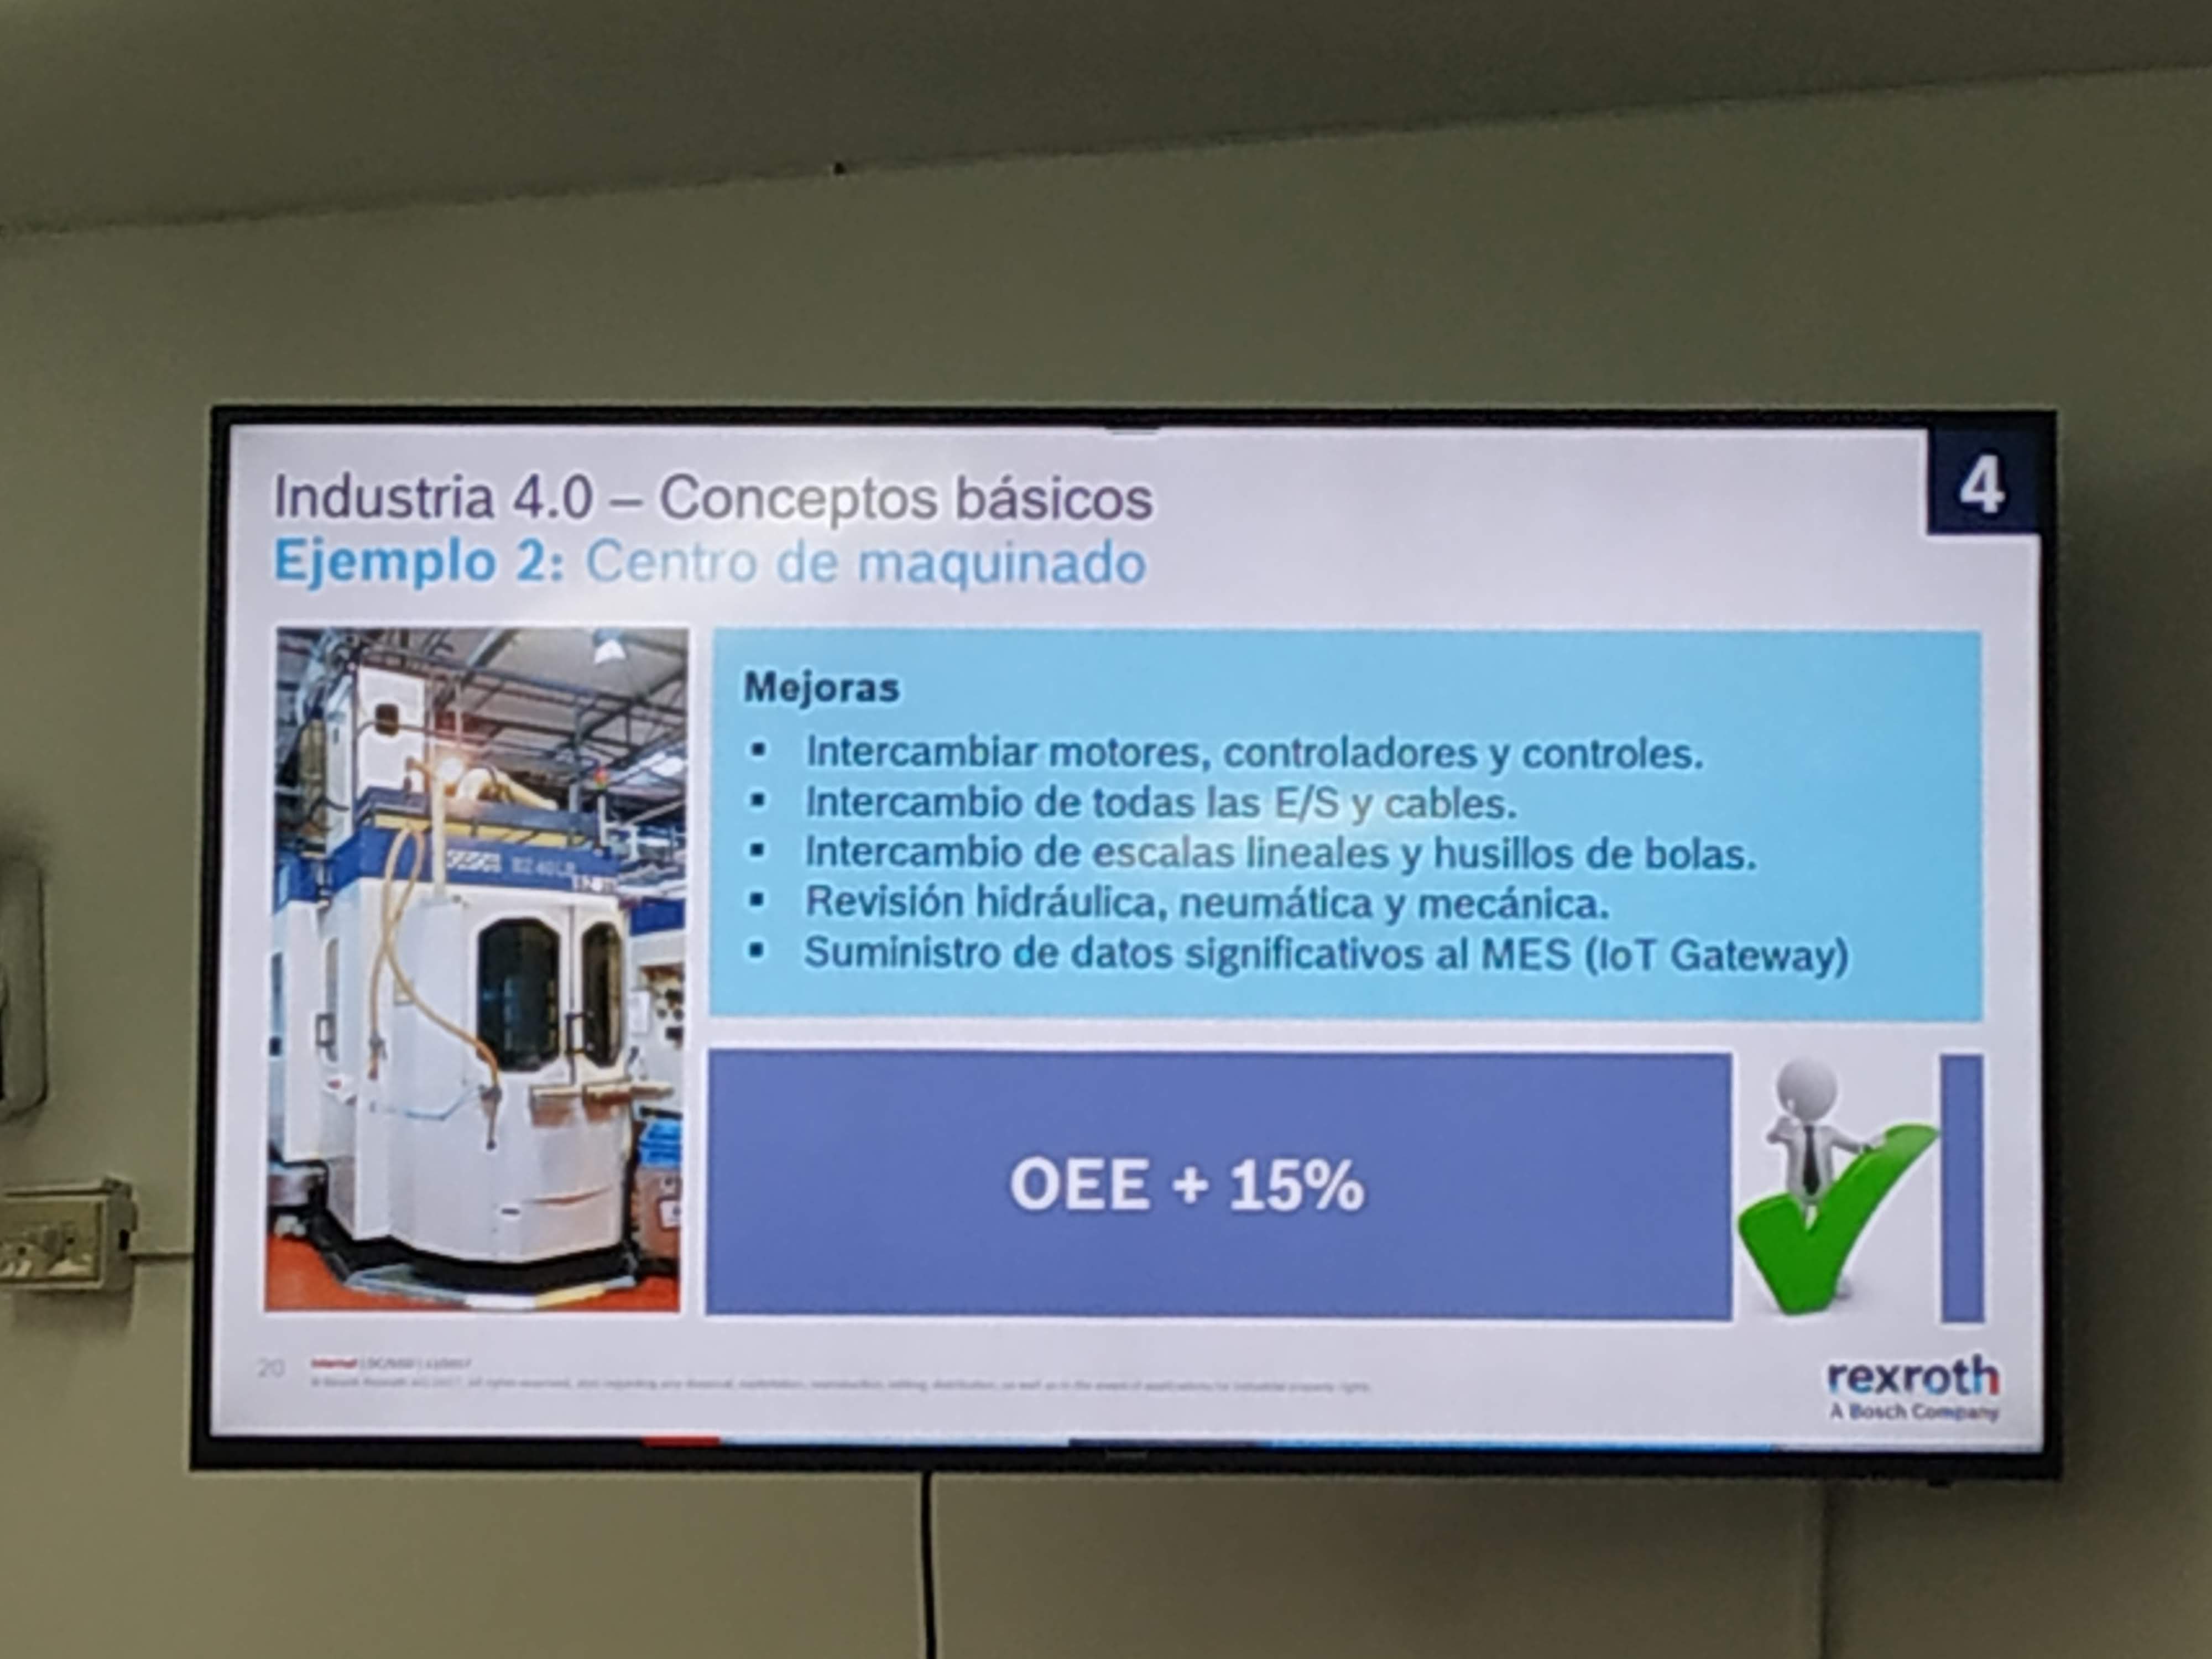 Industria 4.0 – Conceptos básicos
4
Ejemplo 2: Centro de maquinado
Mejoras
▪ Intercambiar motores, controladores y controles.
▪ Intercambio de todas las E/S y cables.
▪ Intercambio de escalas lineales y husillos de bolas.
▪ Revisión hidráulica, neumática y mecánica.
▪ Suministro de datos significativos al MES (IoT Gateway)
OEE + 15%
20
rexroth
A Bosch Company